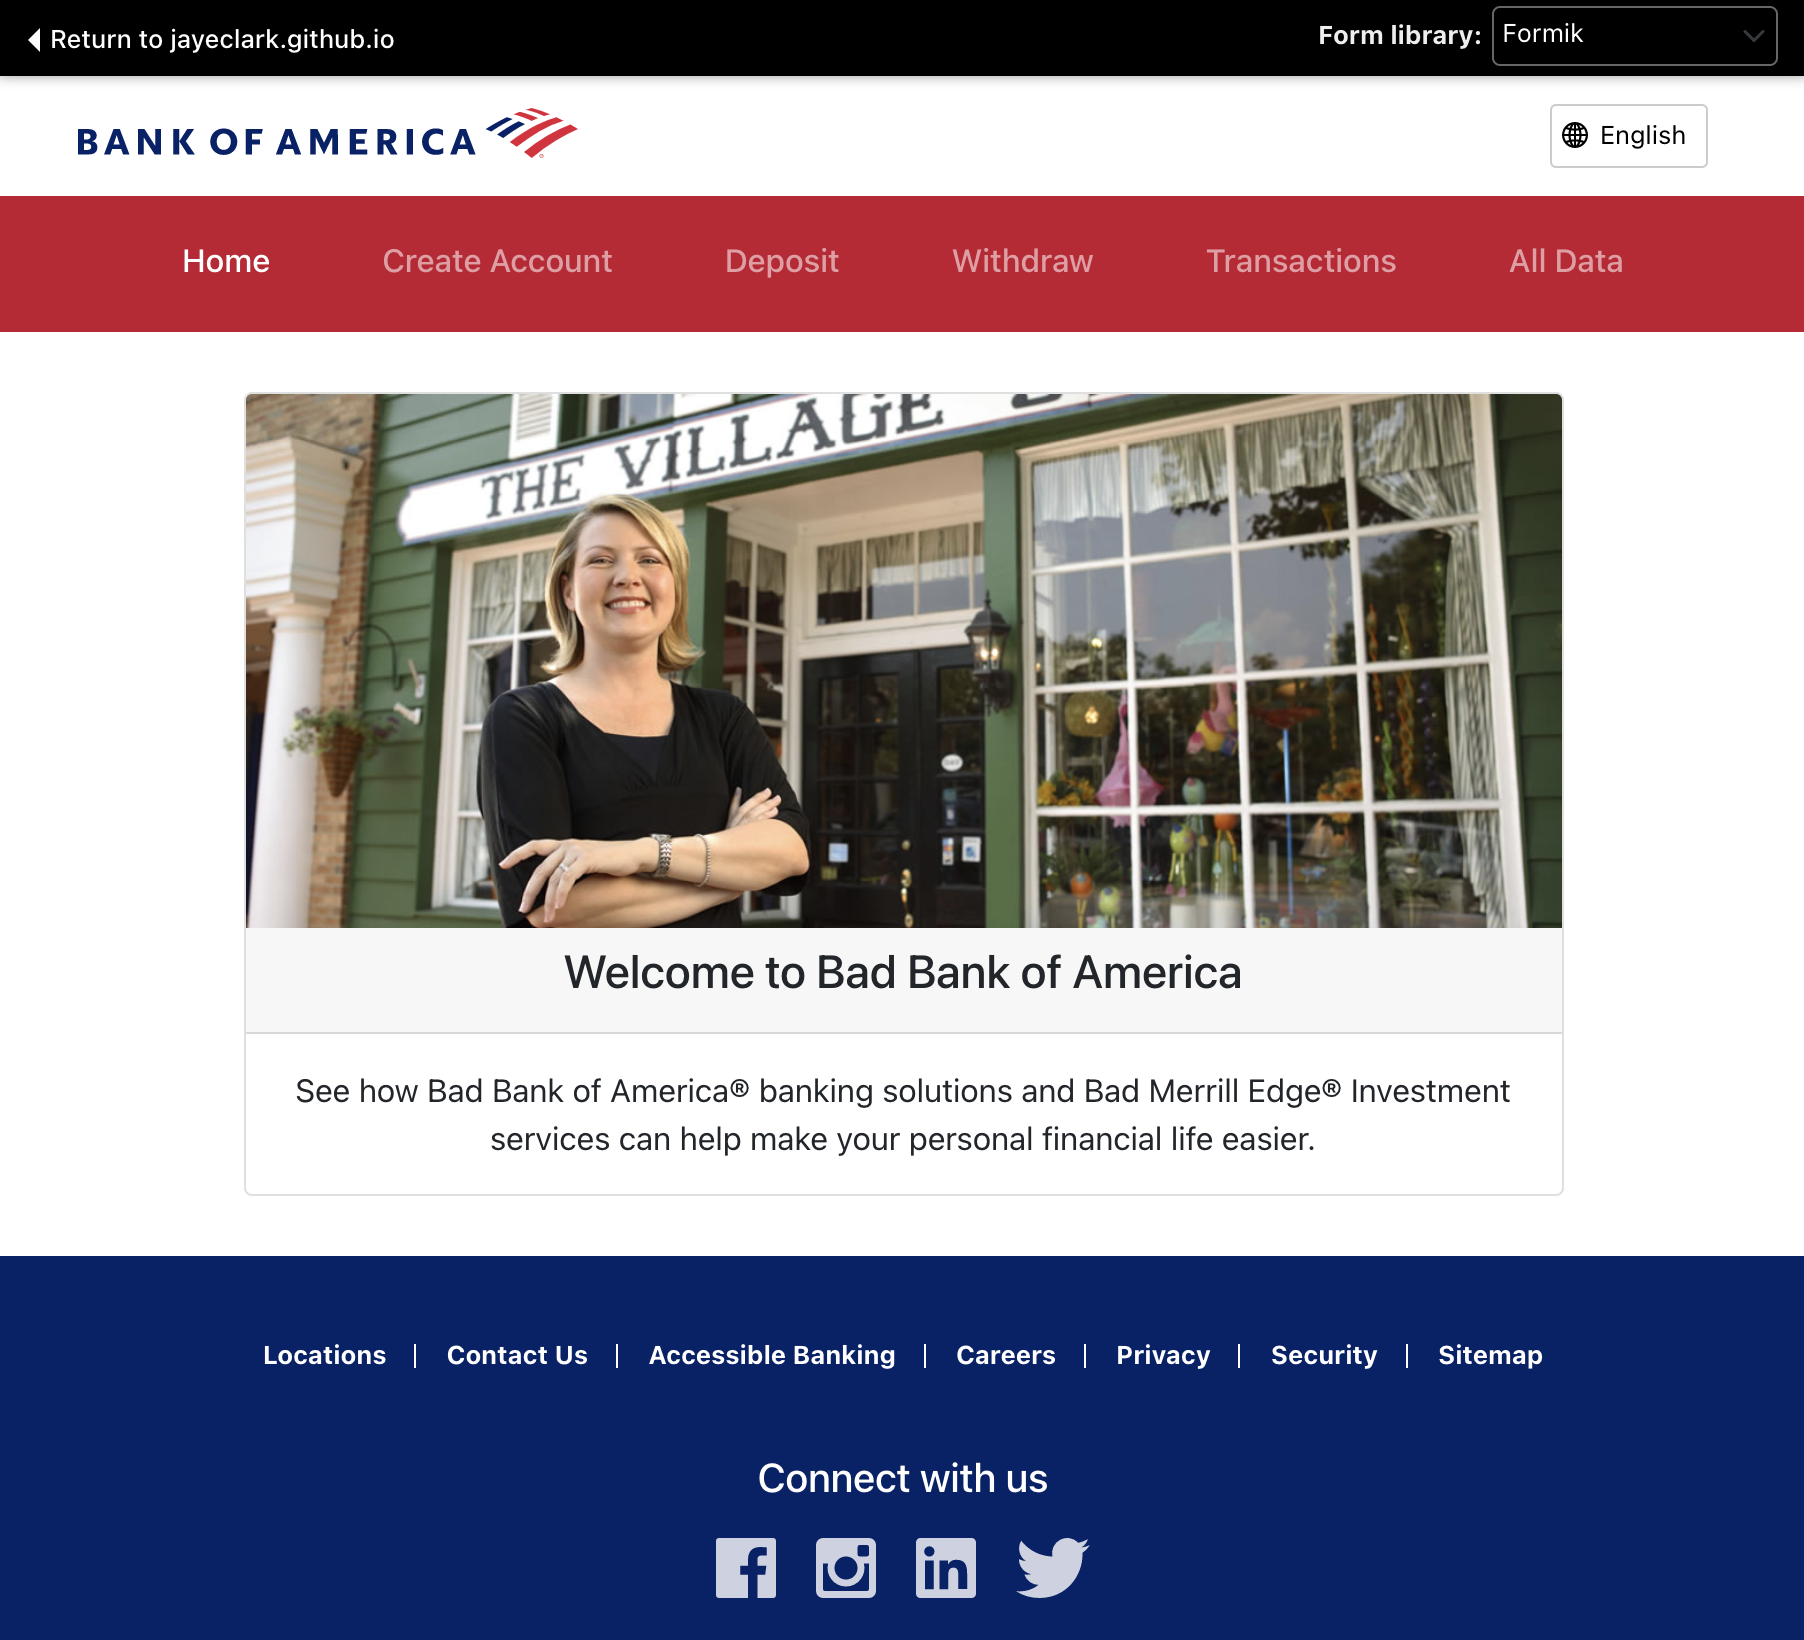 Return to jayeclark.github.io
Form library: Formik
BANK OF AMERICA
English
Home Create Account Deposit Withdraw Transactions All Data
THE VILLAGE
Welcome to Bad Bank of America
See how Bad Bank of America® banking solutions and Bad Merrill Edge® Investment
services can help make your personal financial life easier.
Locations | Contact Us | Accessible Banking | Careers | Privacy | Security | Sitemap
Connect with us